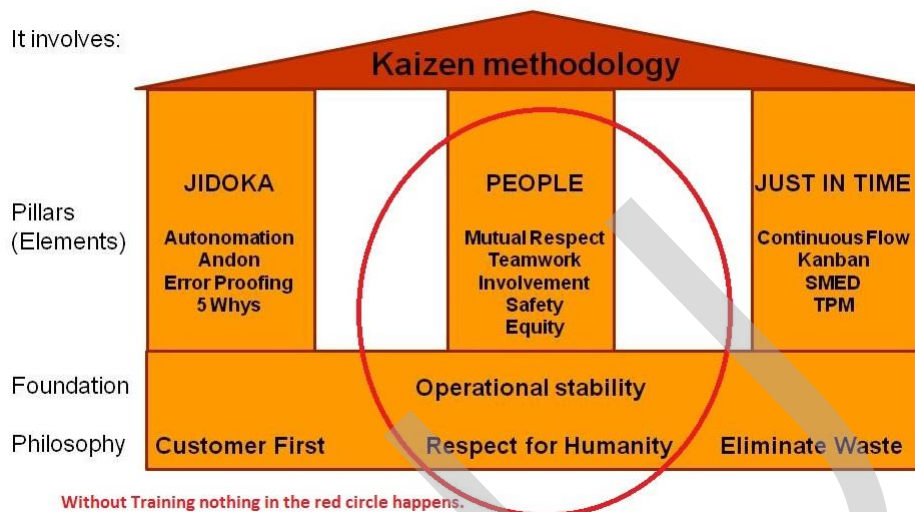 It involves:
Kaizen methodology
Pillars
(Elements)
JIDOKA
Autonomation
Andon
Error Proofing
5 Whys
PEOPLE
Mutual Respect
Teamwork
Involvement
Safety
Equity
JUST IN TIME
Continuous Flow
Kanban
SMED
TPM
Foundation
Operational stability
Philosophy
Customer First
Respect for Humanity
Eliminate Waste
Without Training nothing in the red circle happens.